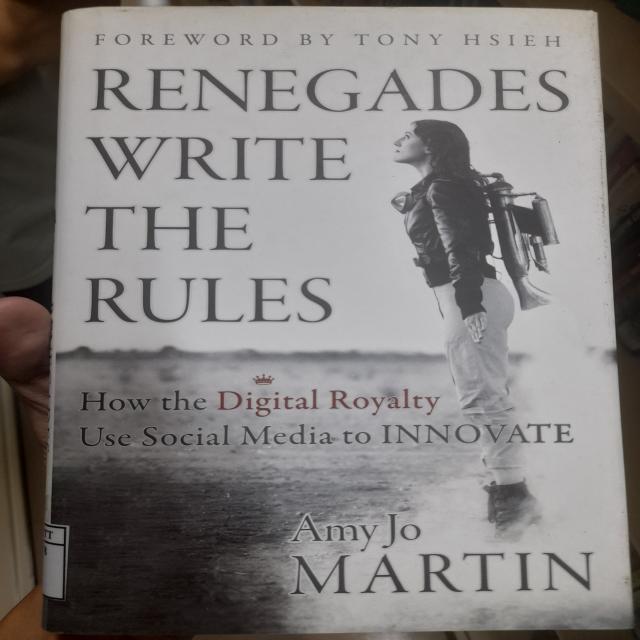 FOREWORD BY TONY HSIEH
RENEGADES
WRITE
THE
RULES
How the Digital Royalty
Use Social Media to INNOVATE
Amy Jo
MARTIN